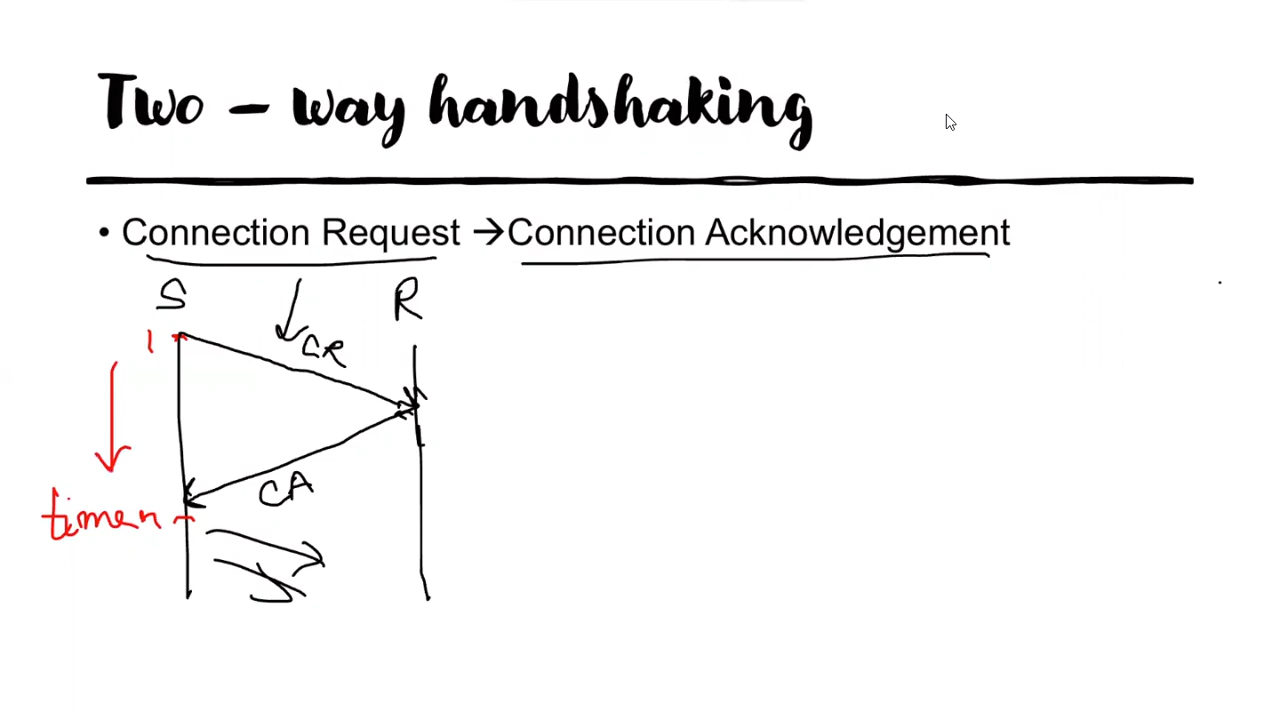 Two – way handshaking
• Connection Request →Connection Acknowledgement
S R
1
CR
CA
timer